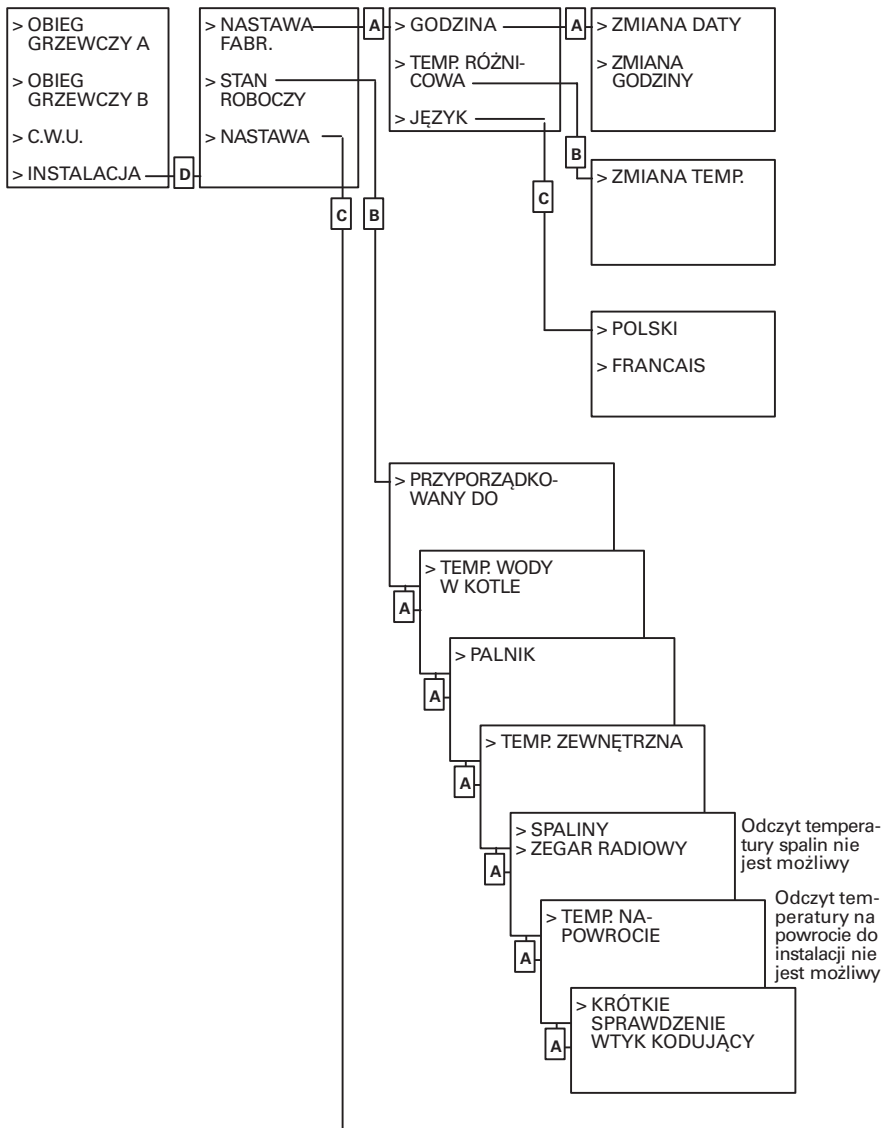 > OBIEG
GRZEWCZY A
> OBIEG
GRZEWCZY B
> C.W.U.
> INSTALACJA
D
> NASTAWA
FABR.
> STAN
ROBOCZY
> NASTAWA
A
C
B
> GODZINA
> TEMP. RÓŻNI-
COWA
> JĘZYK
A
B
C
> ZMIANA DATY
> ZMIANA
GODZINY
> ZMIANA TEMP.
> POLSKI
> FRANCAIS
> PRZYPORZĄDKO-
WANY DO
A
> TEMP. WODY
W KOTLE
A
> PALNIK
A
> TEMP. ZEWNĘTRZNA
A
> SPALINY
> ZEGAR RADIOWY
Odczyt tempera-
tury spalin nie
jest możliwy
A
> TEMP. NA-
POWROCIE
Odczyt tem-
peratury na
powrocie do
instalacji nie
jest możliwy
A
> KRÓTKIE
SPRAWDZENIE
WTYK KODUJĄCY